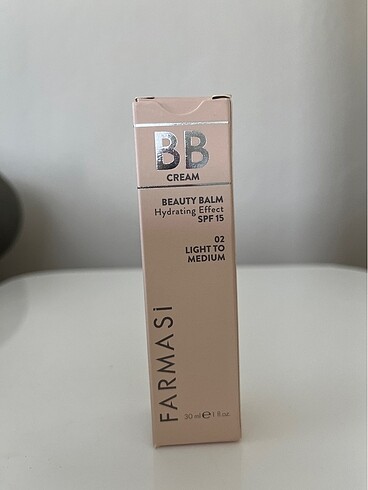 BB
CREAM
BEAUTY BALM
Hydrating Effect
SPF 15
02
LIGHT TO
MEDIUM
FARMASi
30 ml ℮ 1 fl. oz.